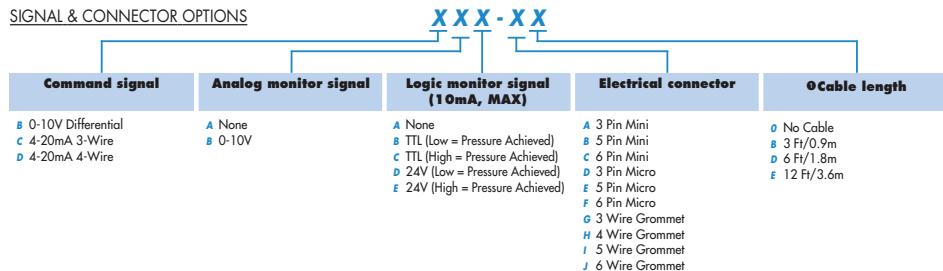 SIGNAL & CONNECTOR OPTIONS
X X X - X X
Command signal
B 0-10V Differential
C 4-20mA 3-Wire
D 4-20mA 4-Wire
Analog monitor signal
A None
B 0-10V
Logic monitor signal
(10mA, MAX)
A None
B TTL (Low = Pressure Achieved)
C TTL (High = Pressure Achieved)
D 24V (Low = Pressure Achieved)
E 24V (High = Pressure Achieved)
Electrical connector
A 3 Pin Mini
B 5 Pin Mini
C 6 Pin Mini
D 3 Pin Micro
E 5 Pin Micro
F 6 Pin Micro
G 3 Wire Grommet
H 4 Wire Grommet
I 5 Wire Grommet
J 6 Wire Grommet
❶Cable length
0 No Cable
B 3 Ft/0.9m
D 6 Ft/1.8m
E 12 Ft/3.6m